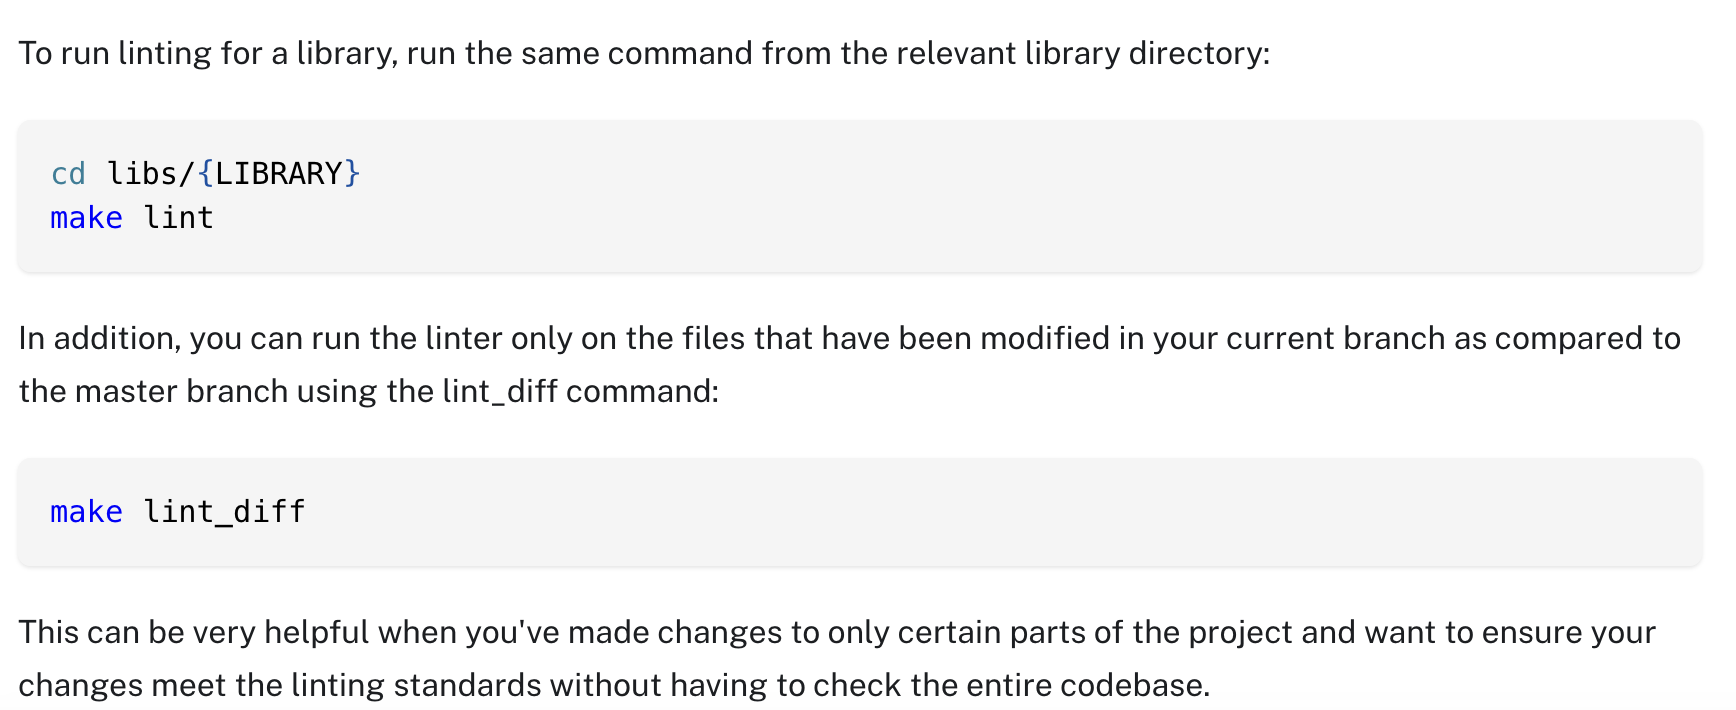 To run linting for a library, run the same command from the relevant library directory:
cd libs/{LIBRARY}
make lint
In addition, you can run the linter only on the files that have been modified in your current branch as compared to
the master branch using the lint_diff command:
make lint_diff
This can be very helpful when you've made changes to only certain parts of the project and want to ensure your
changes meet the linting standards without having to check the entire codebase.